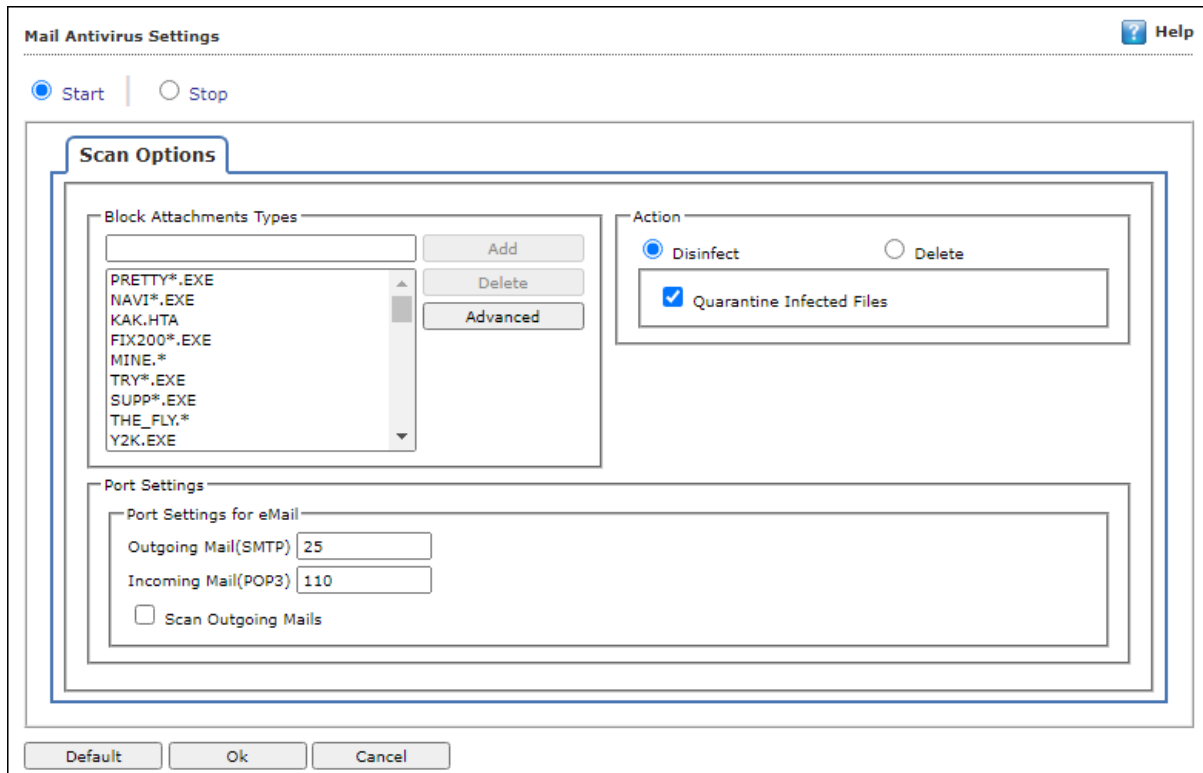 Mail Antivirus Settings
? Help
Start
Stop
Scan Options
Block Attachments Types
Add
PRETTY*.EXE
NAVI*.EXE
KAK.HTA
FIX200*.EXE
MINE.*
TRY*.EXE
SUPP*.EXE
THE_FLY.*
Y2K.EXE
Delete
Advanced
Action
Disinfect
Delete
Quarantine Infected Files
Port Settings
Port Settings for eMail
Outgoing Mail(SMTP) 25
Incoming Mail(POP3) 110
Scan Outgoing Mails
Default
Ok
Cancel